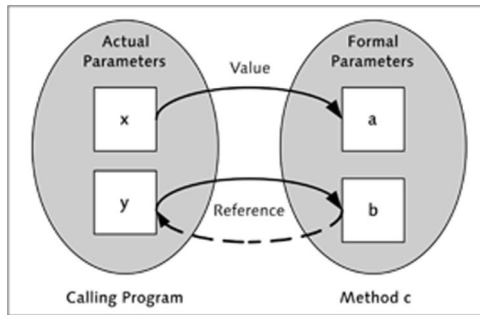 Actual
Parameters
Formal
Parameters
Value
x
a
y
b
Reference
Calling Program
Method c